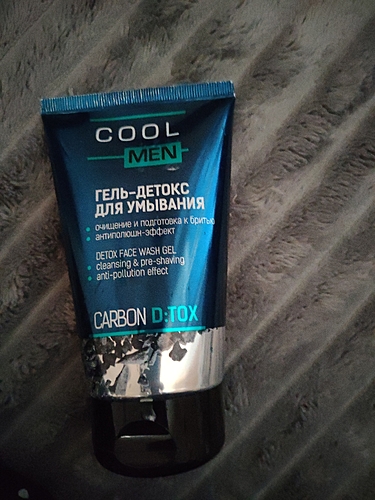 COOL
MEN
ГЕЛЬ-ДЕТОКС
ДЛЯ УМЫВАНИЯ
очищение и подготовка к бритью
антиполюшн-эффект
DETOX FACE WASH GEL
cleansing & pre-shaving
anti-pollution effect
CARBON D:TOX